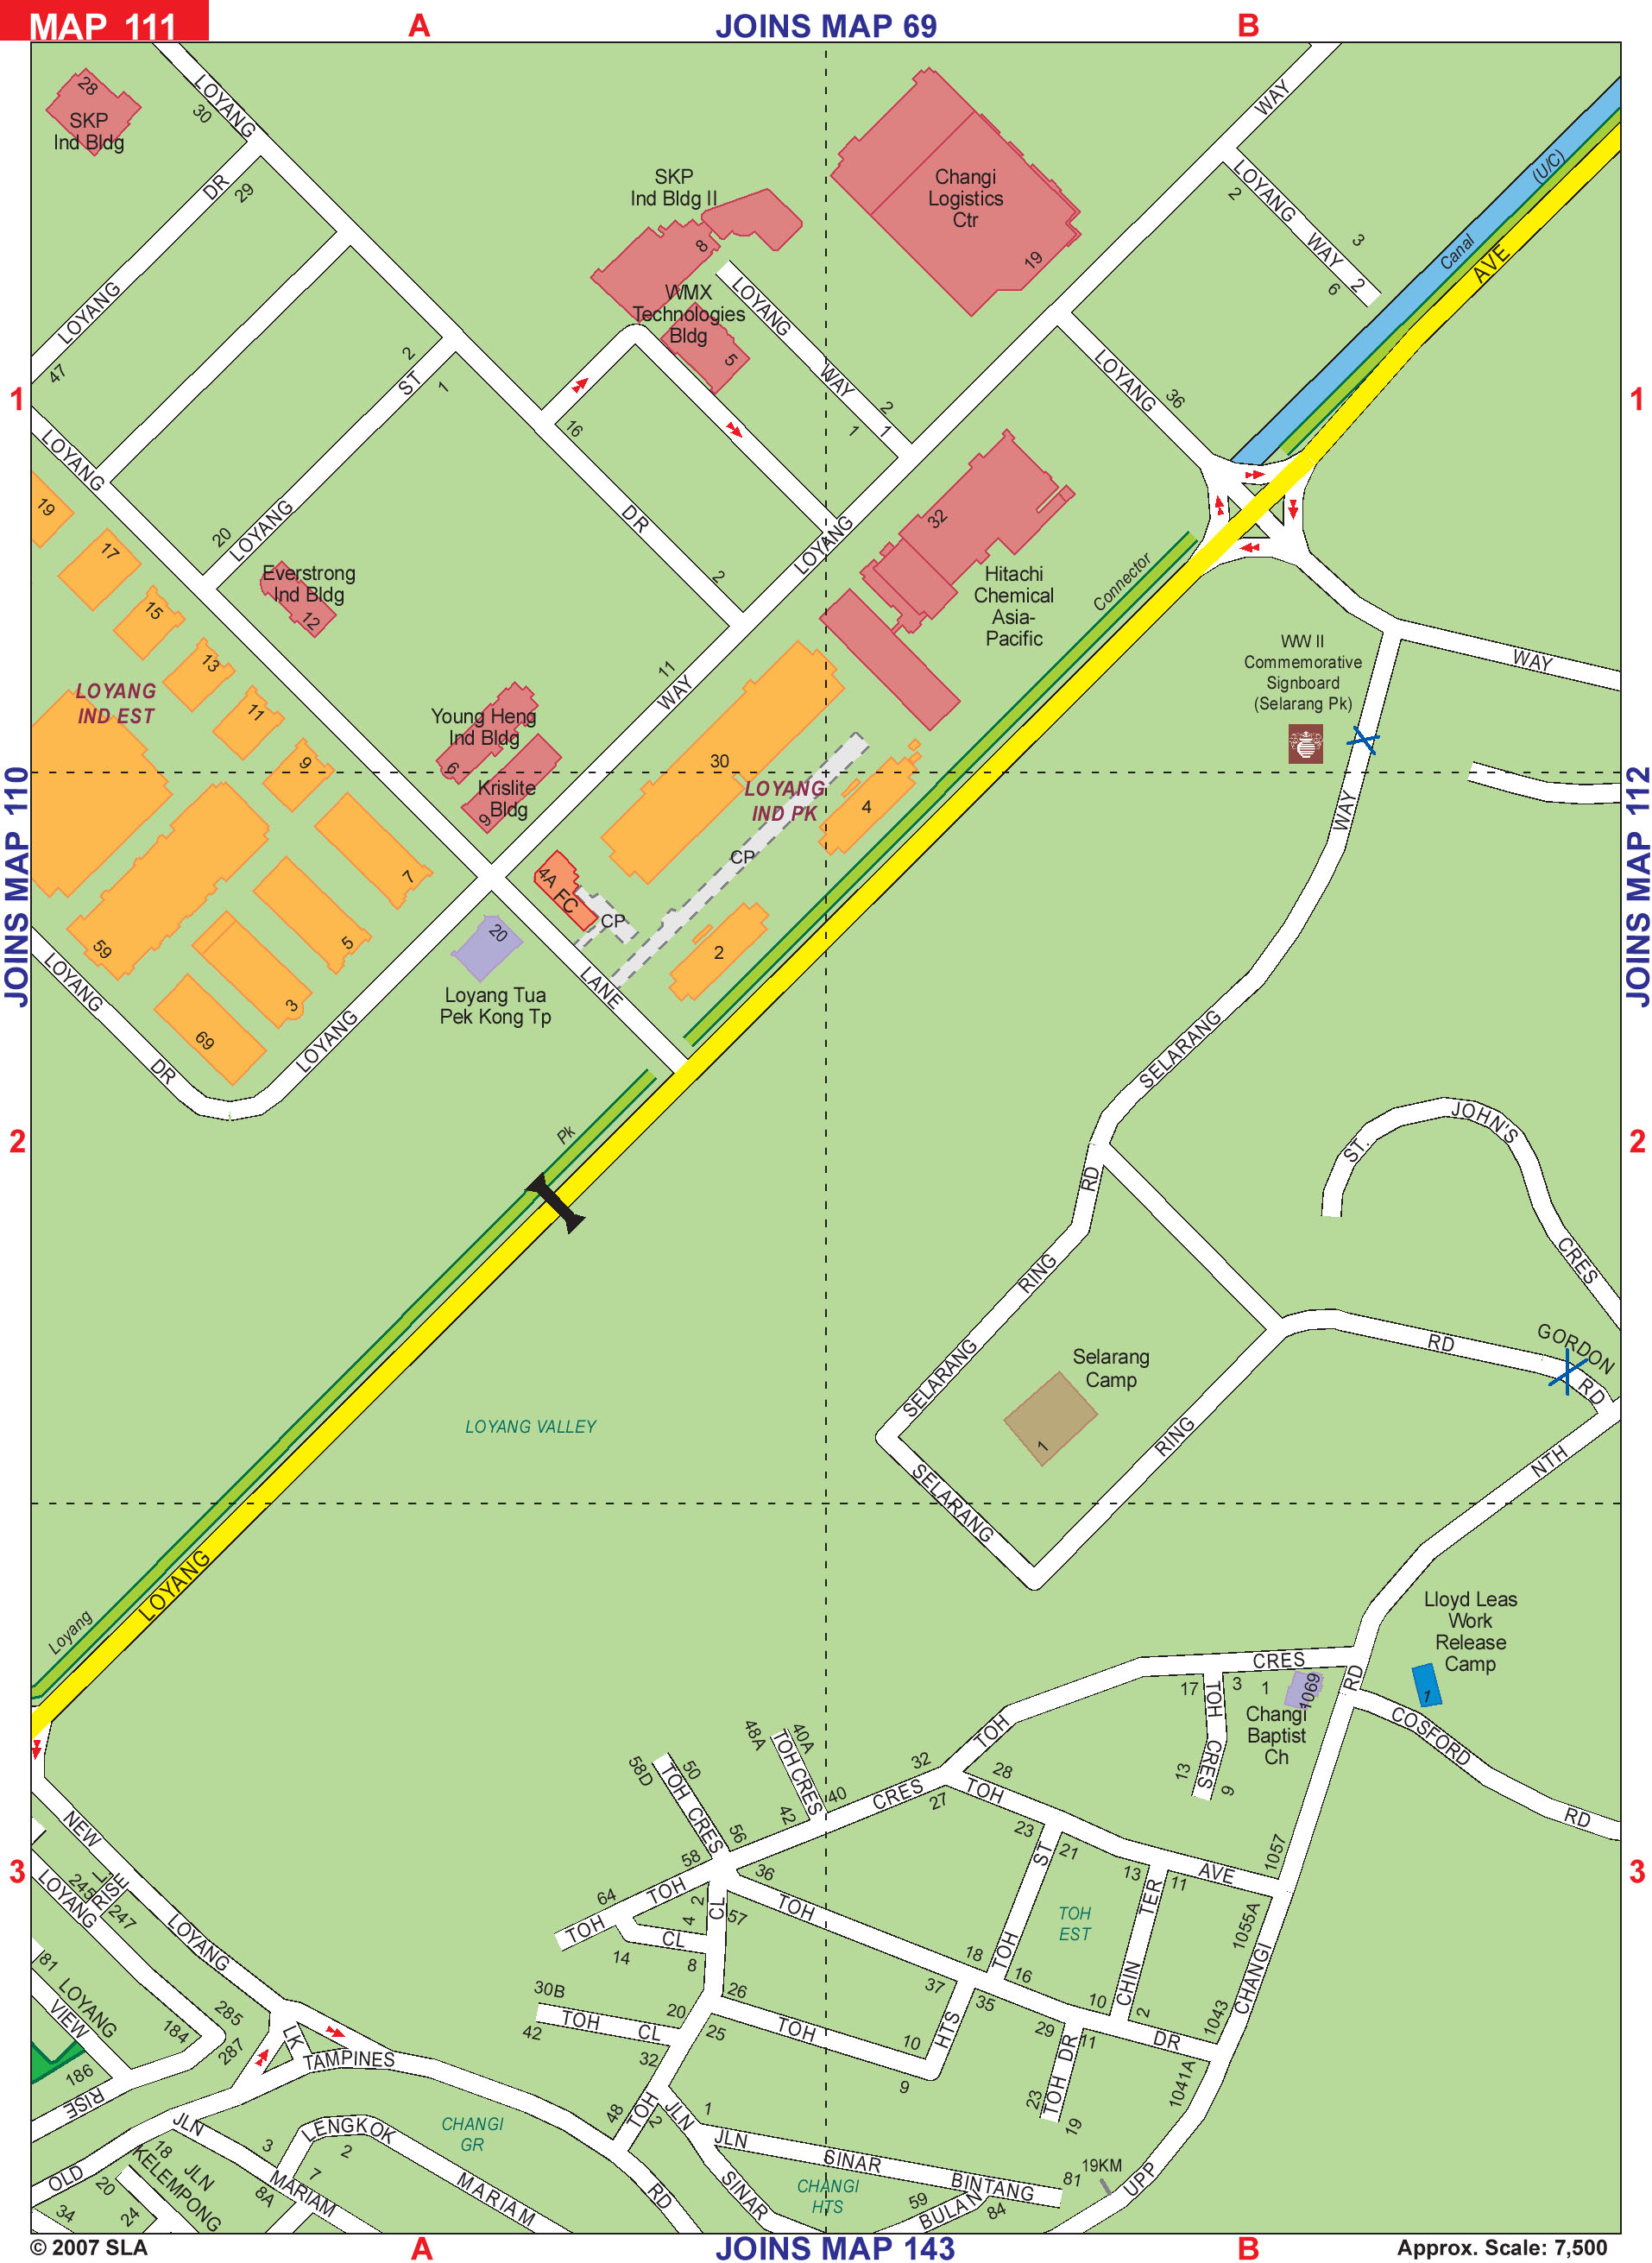 MAP 111
A
JOINS MAP 69
B
28
SKP
Ind Bldg
LOYANG
30
DR
29
LOYANG
47
SKP
Ind Bldg II
8
WMX
Technologies
Bldg
5
LOYANG
WAY
2
1
1
Changi
Logistics
Ctr
19
WAY
2
LOYANG
WAY
2
3
6
(U/C)
Canal
AVE
1
1
LOYANG
2
ST
1
16
LOYANG
36
19
17
15
13
11
9
20
LOYANG
DR
2
LOYANG
32
Hitachi
Chemical
Asia-
Pacific
Connector
Everstrong
Ind Bldg
12
WW II
Commemorative
Signboard
(Selarang Pk)
WAY
LOYANG
IND EST
11
WAY
Young Heng
Ind Bldg
6
Krislite
Bldg
9
30
LOYANG
IND PK
4
CP
WAY
JOINS MAP 110
JOINS MAP 112
7
4A FC
CP
59
5
20
2
LOYANG
3
69
DR
LOYANG
Loyang Tua
Pek Kong Tp
LANE
SELARANG
2
2
Pk
RD
ST.
JOHN'S
CRES
RING
SELARANG
Selarang
Camp
1
RD
GORDON
RD
LOYANG VALLEY
RING
NTH
SELARANG
LOYANG
Loyang
Lloyd Leas
Work
Release
Camp
1
CRES
17
TOH
CRES
3
1
1069
RD
Changi
Baptist
Ch
13
9
COSFORD
RD
TOH
48A
40A
TOH CRES
42
40
58D
50
TOH
CRES
56
58
32
CRES
27
28
TOH
23
21
ST
13
AVE
11
1057
3
3
NEW
L.
RISE
245
247
LOYANG
LOYANG
64
TOH
TOH
36
TOH
2
4
CL
57
CL
14
8
TOH
EST
TER
1055A
18
TOH
16
37
CHIN
CHANGI
81
LOYANG
VIEW
285
184
287
186
RISE
LK
TAMPINES
30B
TOH
CL
42
20
26
25
32
TOH
10
HTS
9
35
29
10
2
11
DR
1043
TOH
DR
23
19
1041A
48
TOH
2
JLN
1
JLN
SINAR
BINTANG
81
19KM
UPP
CHANGI
GR
OLD
JLN
18
JLN
KELEMPONG
20
24
34
3
LENGKOK
2
7
8A
MARIAM
MARIAM
RD
SINAR
CHANGI
HTS
59
BULAN
84
© 2007 SLA
A
JOINS MAP 143
B
Approx. Scale: 7,500